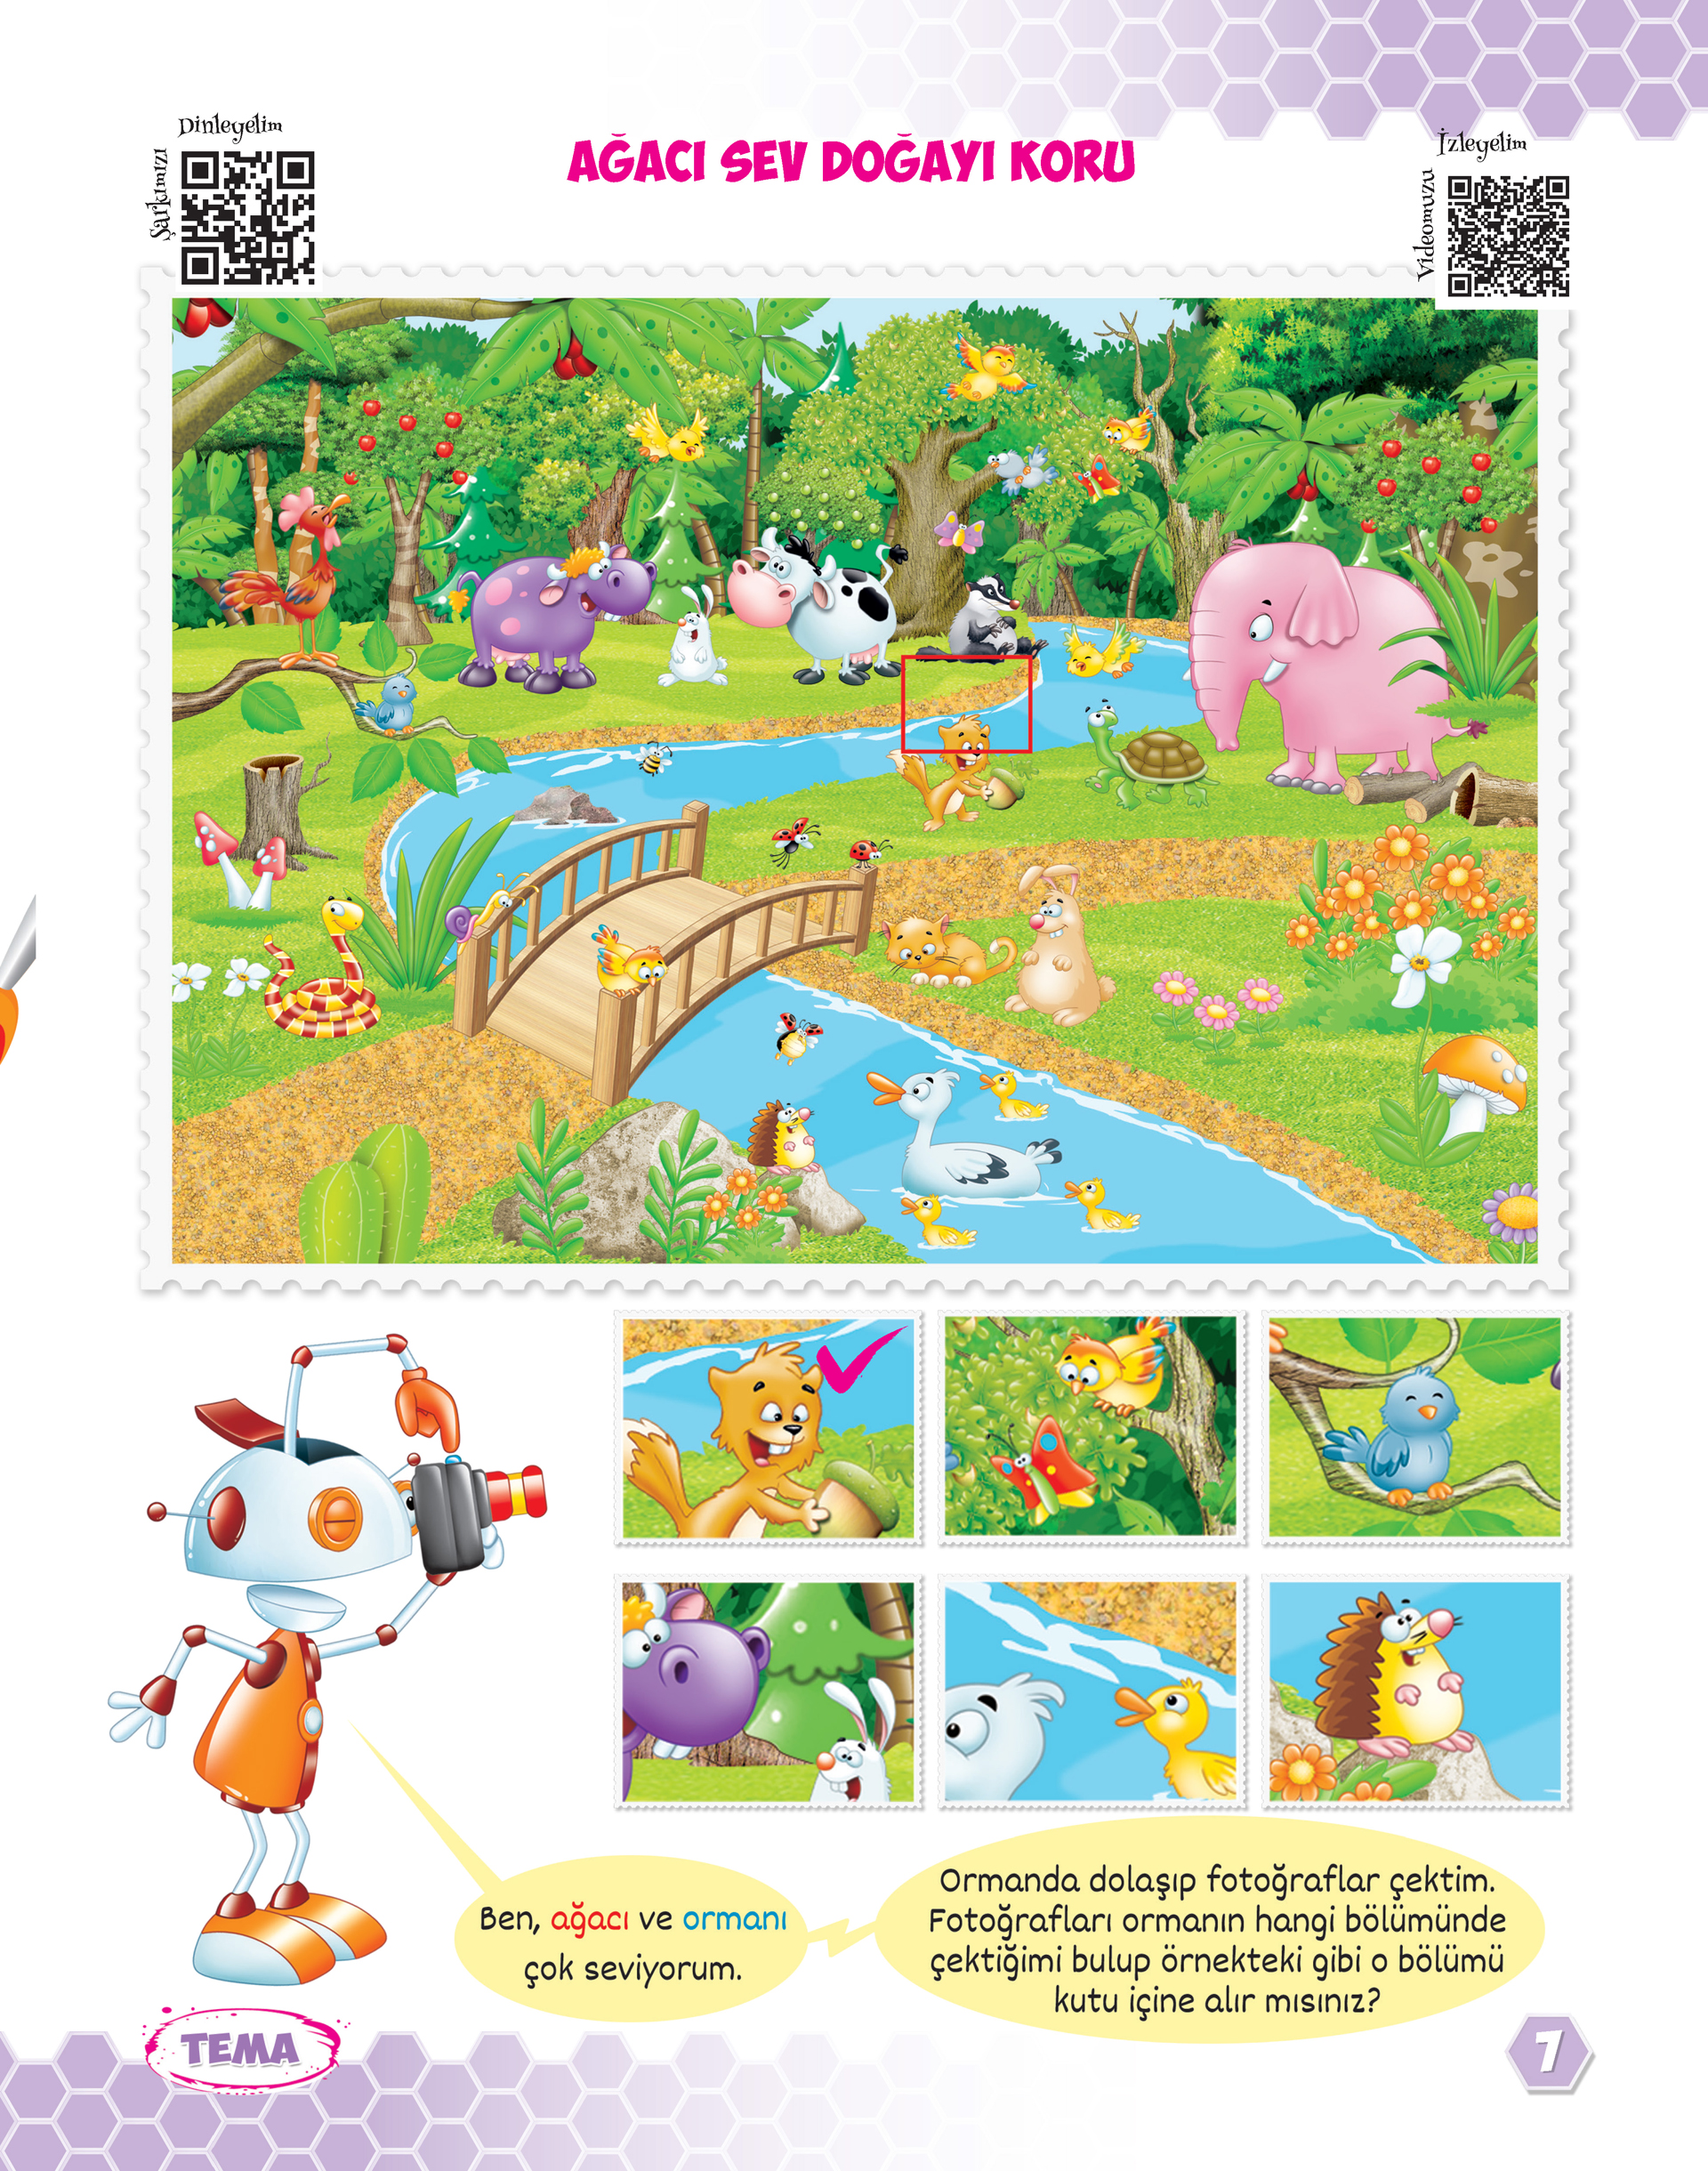 Dinleyelim
Şarkımızı
AĞACI SEV DOĞAYI KORU
İzleyelim
Videomuzu
Ben, ağacı ve ormanı
çok seviyorum.
Ormanda dolaşıp fotoğraflar çektim.
Fotoğrafları ormanın hangi bölümünde
çektiğimi bulup örnekteki gibi o bölümü
kutu içine alır mısınız?
TEMA
7